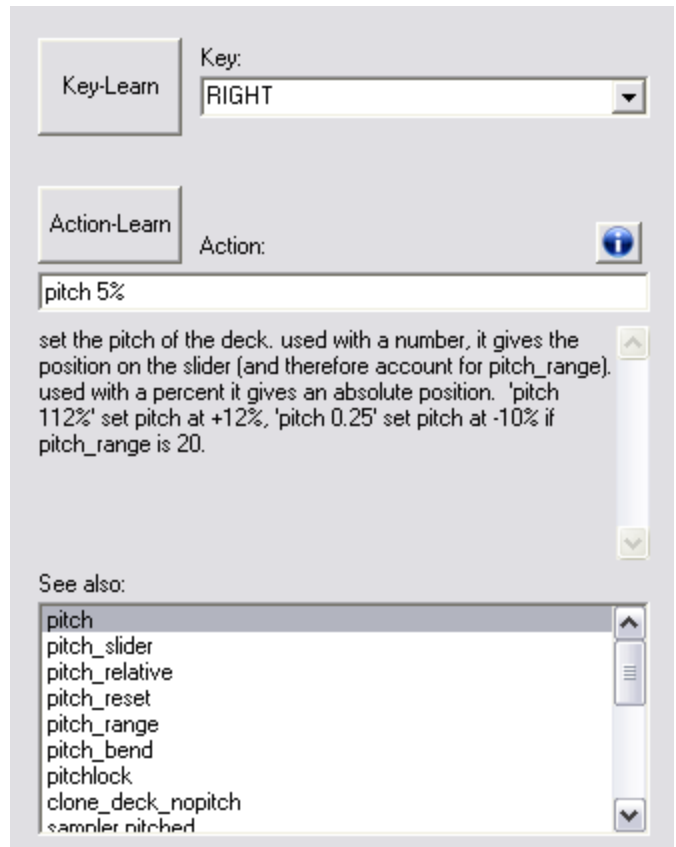 Key-Learn
Key:
RIGHT
Action-Learn
Action:
pitch 5%
set the pitch of the deck. used with a number, it gives the
position on the slider (and therefore account for pitch_range).
used with a percent it gives an absolute position.  'pitch
112%' set pitch at +12%, 'pitch 0.25' set pitch at -10% if
pitch_range is 20.
See also:
pitch
pitch_slider
pitch_relative
pitch_reset
pitch_range
pitch_bend
pitchlock
clone_deck_nopitch
sampler pitched